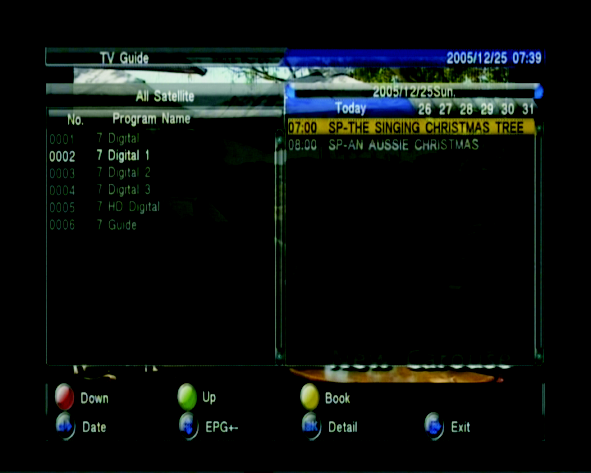 TV Guide
2005/12/25 07:39
All Satellite
2005/12/25Sun.
No. Program Name
Today 26 27 28 29 30 31
0001 7 Digital
0002 7 Digital 1
0003 7 Digital 2
0004 7 Digital 3
0005 7 HD Digital
0006 7 Guide
07:00 SP-THE SINGING CHRISTMAS TREE
08:00 SP-AN AUSSIE CHRISTMAS
Down
Up
Book
Date
EPG+-
OK Detail
Exit